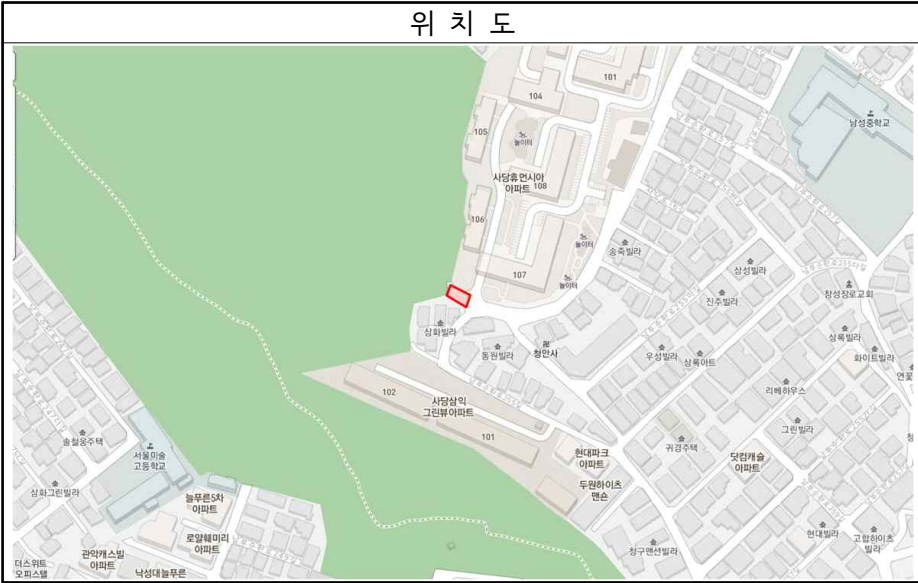 위 치 도
101
104
남성중학교
105
놀이터
사당휴먼시아
아파트
108
106
놀이터
송죽빌라
107
놀이터
삼성빌라
창성장로교회
진주빌라
삼화빌라
동원빌라
청안사
우성빌라
상록아트
상록빌라
화이트빌라
102
사당삼익
그린뷰아파트
리베하우스
연꽃
101
그린빌라
솔철웅주택
현대파크
아파트
귀경주택
닷컴캐슬
아파트
서울미술
고등학교
두원하이츠
맨숀
삼화그린빌라
늘푸른5차
아파트
현대빌라
고합하이츠
빌라
로얄훼미리
아파트
청구맨션빌라
관악캐스빌
아파트
더스위트
오피스텔
낙성대늘푸른